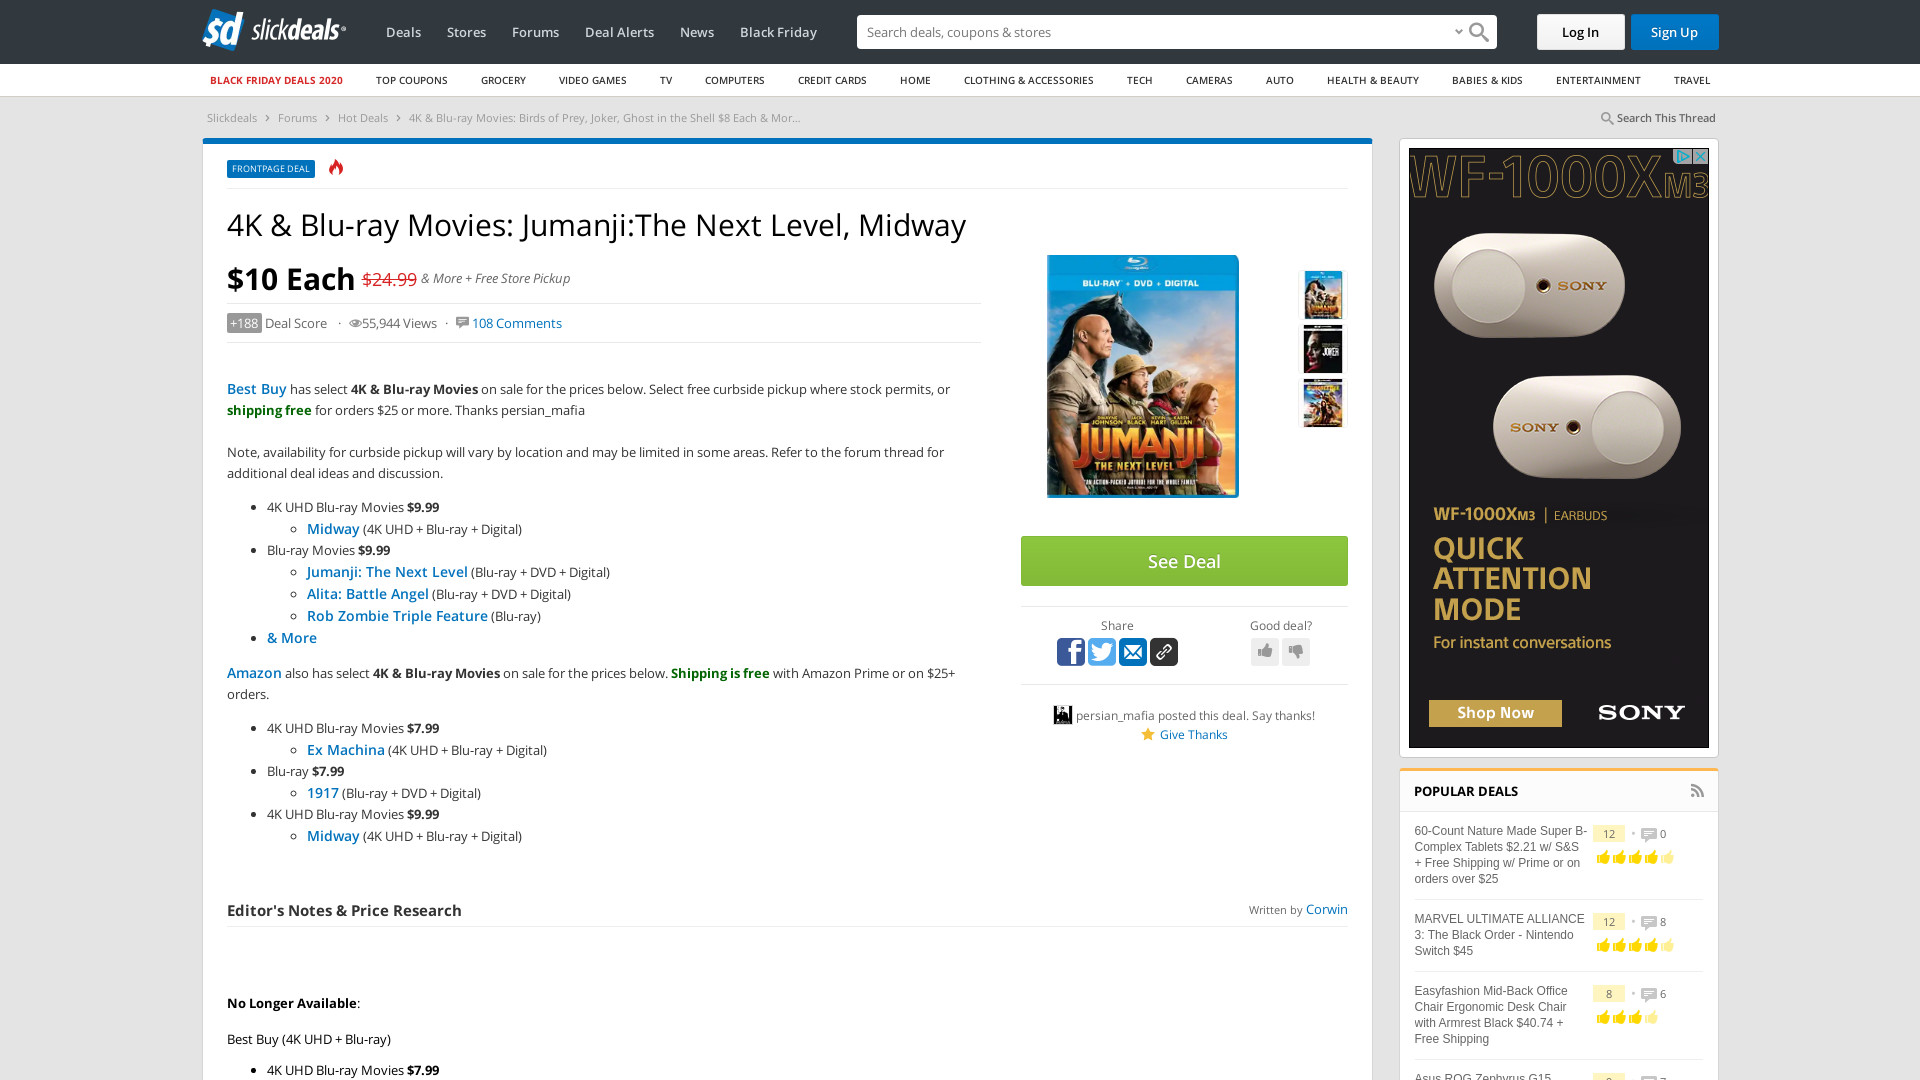 slickdeals
Deals
Stores
Forums
Deal Alerts
News
Black Friday
Search deals, coupons & stores
Log In
Sign Up
BLACK FRIDAY DEALS 2020
TOP COUPONS
GROCERY
VIDEO GAMES
TV
COMPUTERS
CREDIT CARDS
HOME
CLOTHING & ACCESSORIES
TECH
CAMERAS
AUTO
HEALTH & BEAUTY
BABIES & KIDS
ENTERTAINMENT
TRAVEL
Slickdeals > Forums > Hot Deals > 4K & Blu-ray Movies: Birds of Prey, Joker, Ghost in the Shell $8 Each & Mor...
Search This Thread
FRONTPAGE DEAL
4K & Blu-ray Movies: Jumanji:The Next Level, Midway
$10 Each $24.99 & More + Free Store Pickup
+188 Deal Score · 55,944 Views · 108 Comments
Best Buy has select 4K & Blu-ray Movies on sale for the prices below. Select free curbside pickup where stock permits, or
shipping free for orders $25 or more. Thanks persian_mafia
Note, availability for curbside pickup will vary by location and may be limited in some areas. Refer to the forum thread for
additional deal ideas and discussion.
4K UHD Blu-ray Movies $9.99
Midway (4K UHD + Blu-ray + Digital)
Blu-ray Movies $9.99
Jumanji: The Next Level (Blu-ray + DVD + Digital)
Alita: Battle Angel (Blu-ray + DVD + Digital)
Rob Zombie Triple Feature (Blu-ray)
& More
Amazon also has select 4K & Blu-ray Movies on sale for the prices below. Shipping is free with Amazon Prime or on $25+
orders.
4K UHD Blu-ray Movies $7.99
Ex Machina (4K UHD + Blu-ray + Digital)
Blu-ray $7.99
1917 (Blu-ray + DVD + Digital)
4K UHD Blu-ray Movies $9.99
Midway (4K UHD + Blu-ray + Digital)
Editor's Notes & Price Research
Written by Corwin
No Longer Available:
Best Buy (4K UHD + Blu-ray)
4K UHD Blu-ray Movies $7.99
BLU-RAY + DVD + DIGITAL
DWAYNE JOHNSON JACK BLACK KEVIN HART KAREN GILLAN
JUMANJI
THE NEXT LEVEL
"AN ACTION-PACKED JOYRIDE FOR THE WHOLE FAMILY"
JOKER
See Deal
Share
Good deal?
persian_mafia posted this deal. Say thanks!
Give Thanks
WF-1000XM3
SONY
SONY
WF-1000XM3 | EARBUDS
QUICK
ATTENTION
MODE
For instant conversations
Shop Now
SONY
POPULAR DEALS
60-Count Nature Made Super B-
Complex Tablets $2.21 w/ S&S
+ Free Shipping w/ Prime or on
orders over $25
12 • 0
MARVEL ULTIMATE ALLIANCE
3: The Black Order - Nintendo
Switch $45
12 • 8
Easyfashion Mid-Back Office
Chair Ergonomic Desk Chair
with Armrest Black $40.74 +
Free Shipping
8 • 6
Asus ROG Zephyrus G15